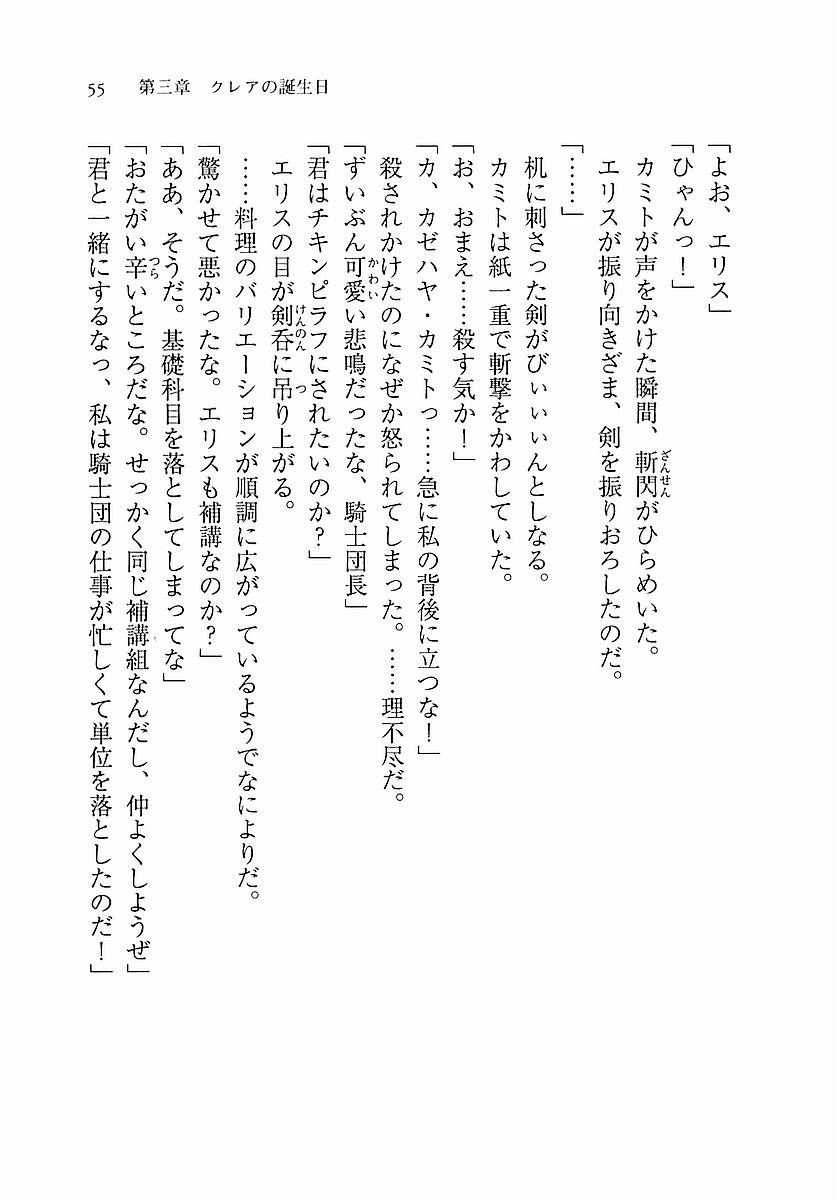 55　第三章　クレアの誕生日
「よお、エリス」
「ひゃんっ！」
　カミトが声をかけた瞬間、斬閃がひらめいた。
　エリスが振り向きざま、剣を振りおろしたのだ。
「……」
　机に刺さった剣がびぃぃぃんとしなる。
　カミトは紙一重で斬撃をかわしていた。
「お、おまえ……殺す気か！」
「カ、カゼハヤ・カミトっ……急に私の背後に立つな！」
　殺されかけたのになぜか怒られてしまった。……理不尽だ。
「ずいぶん可愛い悲鳴だったな、騎士団長」
「君はチキンピラフにされたいのか？」
　エリスの目が剣呑に吊り上がる。
　……料理のバリエーションが順調に広がっているようでなによりだ。
「驚かせて悪かったな。エリスも補講なのか？」
「ああ、そうだ。基礎科目を落としてしまってな」
「おたがい辛いところだな。せっかく同じ補講組なんだし、仲よくしようぜ」
「君と一緒にするなっ、私は騎士団の仕事が忙しくて単位を落としたのだ！」